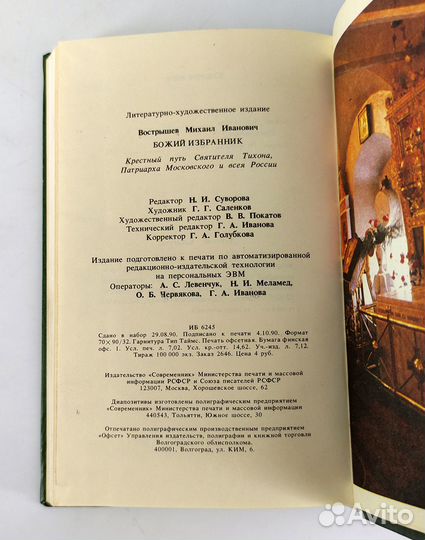 Литературно-художественное издание
Вострышев Михаил Иванович
БОЖИЙ ИЗБРАННИК
Крестный путь Святителя Тихона,
Патриарха Московского и всея России
Редактор Н. И. Суворова
Художник Г. Г. Саленков
Художественный редактор В. В. Покатов
Технический редактор Г. А. Иванова
Корректор Г. А. Голубкова
Издание подготовлено к печати по автоматизированной
редакционно-издательской технологии
на персональных ЭВМ
Операторы: А. С. Левенчук, Н. И. Меламед,
О. Б. Червякова, Г. А. Иванова
ИБ 6245
Сдано в набор 29.08.90. Подписано к печати 4.10.90. Формат
70×90/32. Гарнитура Тип Таймс. Печать офсетная. Бумага финская
офс. 1. Усл. печ. л. 7,02. Усл. кр.-отт. 14,62. Уч.-изд. л. 7,12.
Тираж 100 000 экз. Заказ 2646. Цена 4 руб.
Издательство «Современник» Министерства печати и массовой
информации РСФСР и Союза писателей РСФСР
123007, Москва, Хорошевское шоссе, 62
Диапозитивы изготовлены полиграфическим предприятием
«Современник» Министерства печати и массовой информации
440543, Тольятти, Южное шоссе, 30
Отпечатано полиграфическим производственным предприятием
«Офсет» Управления издательств, полиграфии и книжной торговли
Волгоградского облисполкома.
400001, Волгоград, ул. КИМ, 6.
Avito